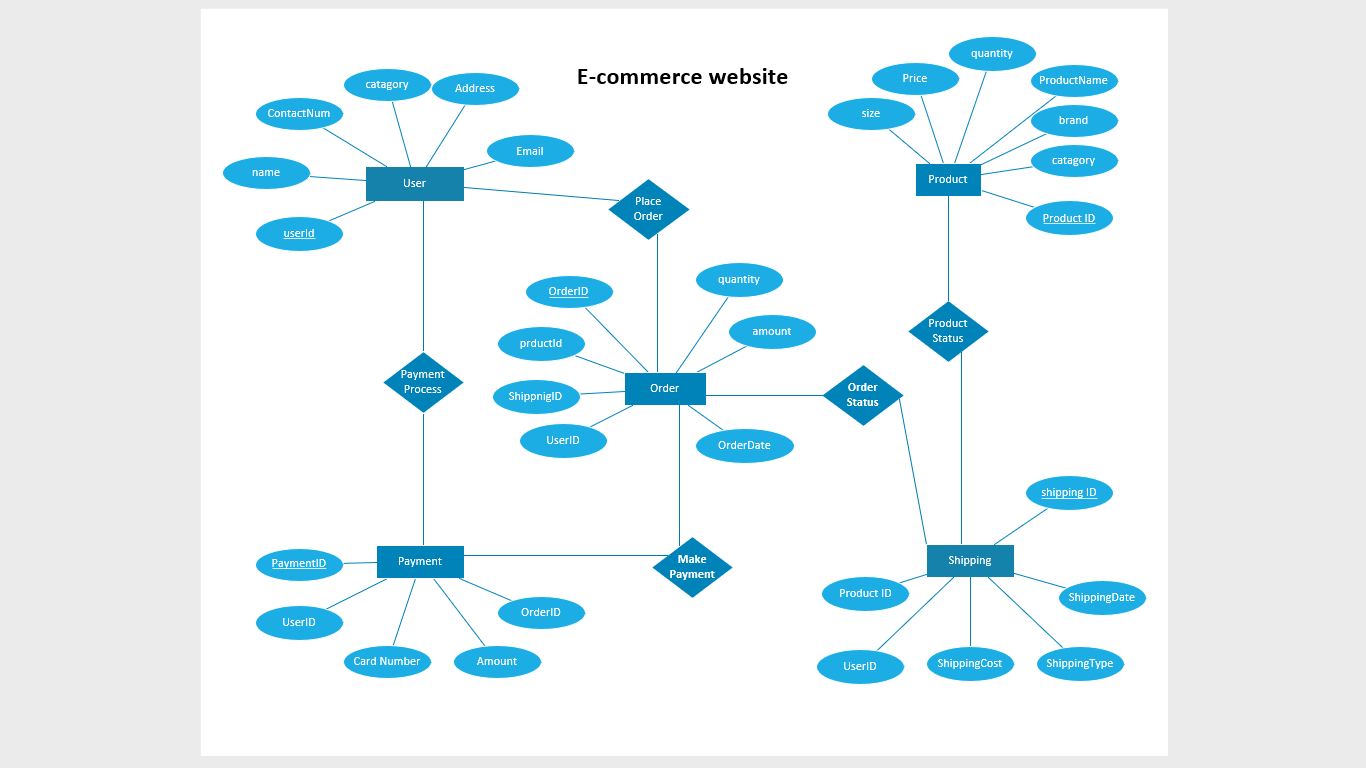 E-commerce website
catagory
Address
ContactNum
Email
name
User
userId
Place
Order
quantity
Price
ProductName
size
brand
catagory
Product
Product ID
OrderID
quantity
amount
prductId
Order
ShippnigID
UserID
OrderDate
Product
Status
Order
Status
Payment
Process
Payment
PaymentID
UserID
Card Number
Amount
OrderID
Make
Payment
shipping ID
Shipping
Product ID
ShippingDate
UserID
ShippingCost
ShippingType